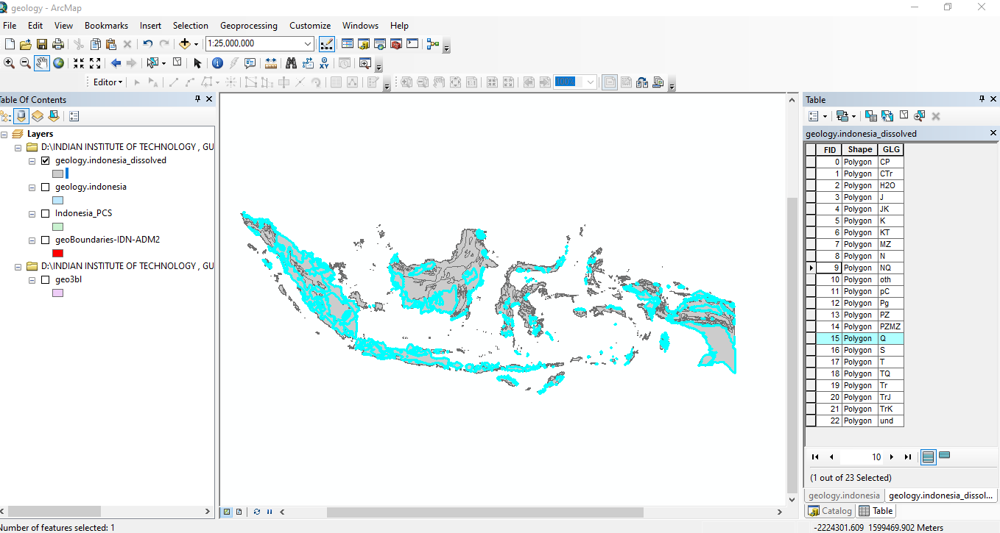 geology - ArcMap
File Edit View Bookmarks Insert Selection Geoprocessing Customize Windows Help
1:25,000,000
Editor
100%
Table Of Contents
Layers
D:\INDIAN INSTITUTE OF TECHNOLOGY , GU
geology.indonesia_dissolved
geology.indonesia
Indonesia_PCS
geoBoundaries-IDN-ADM2
D:\INDIAN INSTITUTE OF TECHNOLOGY , GU
geo3bl
Table
geology.indonesia_dissolved
FID Shape GLG
0 Polygon CP
1 Polygon CTr
2 Polygon H2O
3 Polygon J
4 Polygon JK
5 Polygon K
6 Polygon KT
7 Polygon MZ
8 Polygon N
9 Polygon NQ
10 Polygon oth
11 Polygon pC
12 Polygon Pg
13 Polygon PZ
14 Polygon PZMZ
15 Polygon Q
16 Polygon S
17 Polygon T
18 Polygon TQ
19 Polygon Tr
20 Polygon TrJ
21 Polygon TrK
22 Polygon und
10
(1 out of 23 Selected)
geology.indonesia geology.indonesia_dissol...
Catalog Table
Number of features selected: 1
-2224301.609 1599469.902 Meters